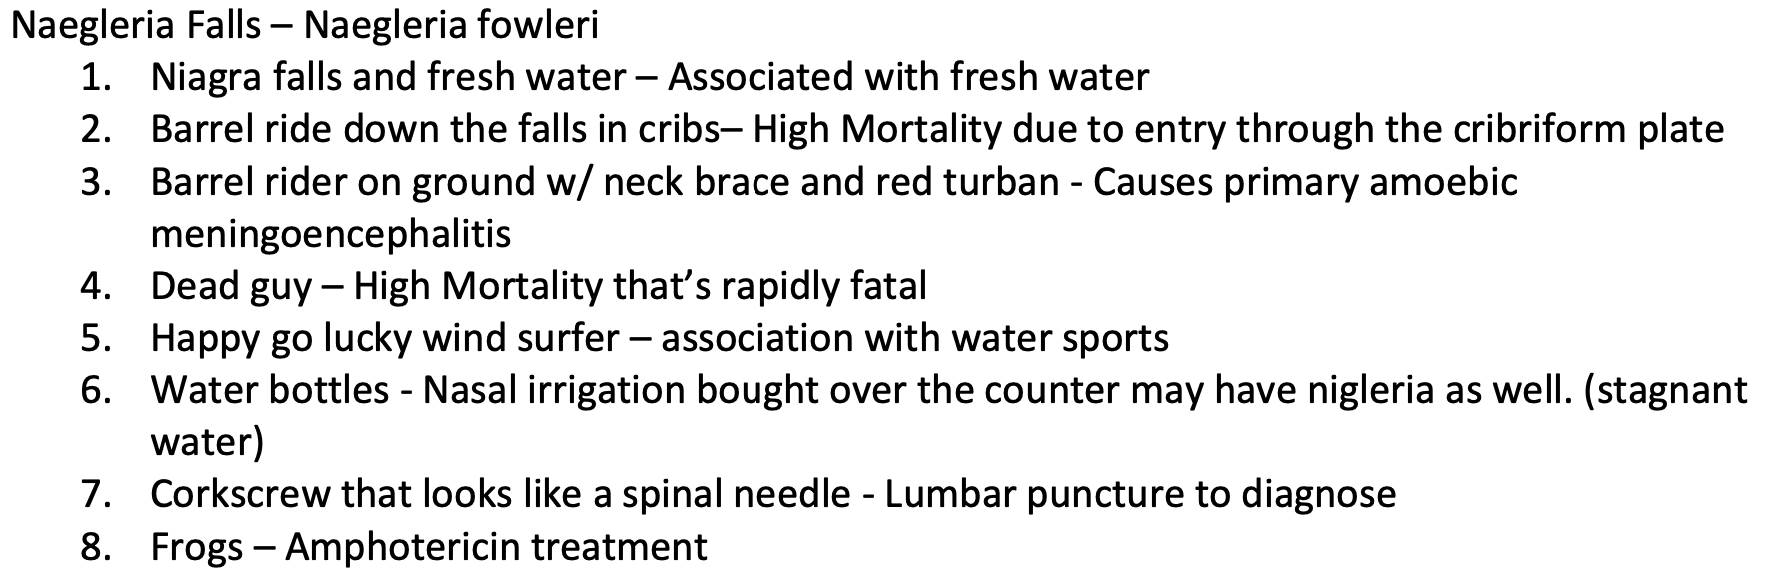 Naegleria Falls – Naegleria fowleri
1. Niagra falls and fresh water – Associated with fresh water
2. Barrel ride down the falls in cribs– High Mortality due to entry through the cribriform plate
3. Barrel rider on ground w/ neck brace and red turban - Causes primary amoebic
meningoencephalitis
4. Dead guy – High Mortality that’s rapidly fatal
5. Happy go lucky wind surfer – association with water sports
6. Water bottles - Nasal irrigation bought over the counter may have nigleria as well. (stagnant
water)
7. Corkscrew that looks like a spinal needle - Lumbar puncture to diagnose
8. Frogs – Amphotericin treatment